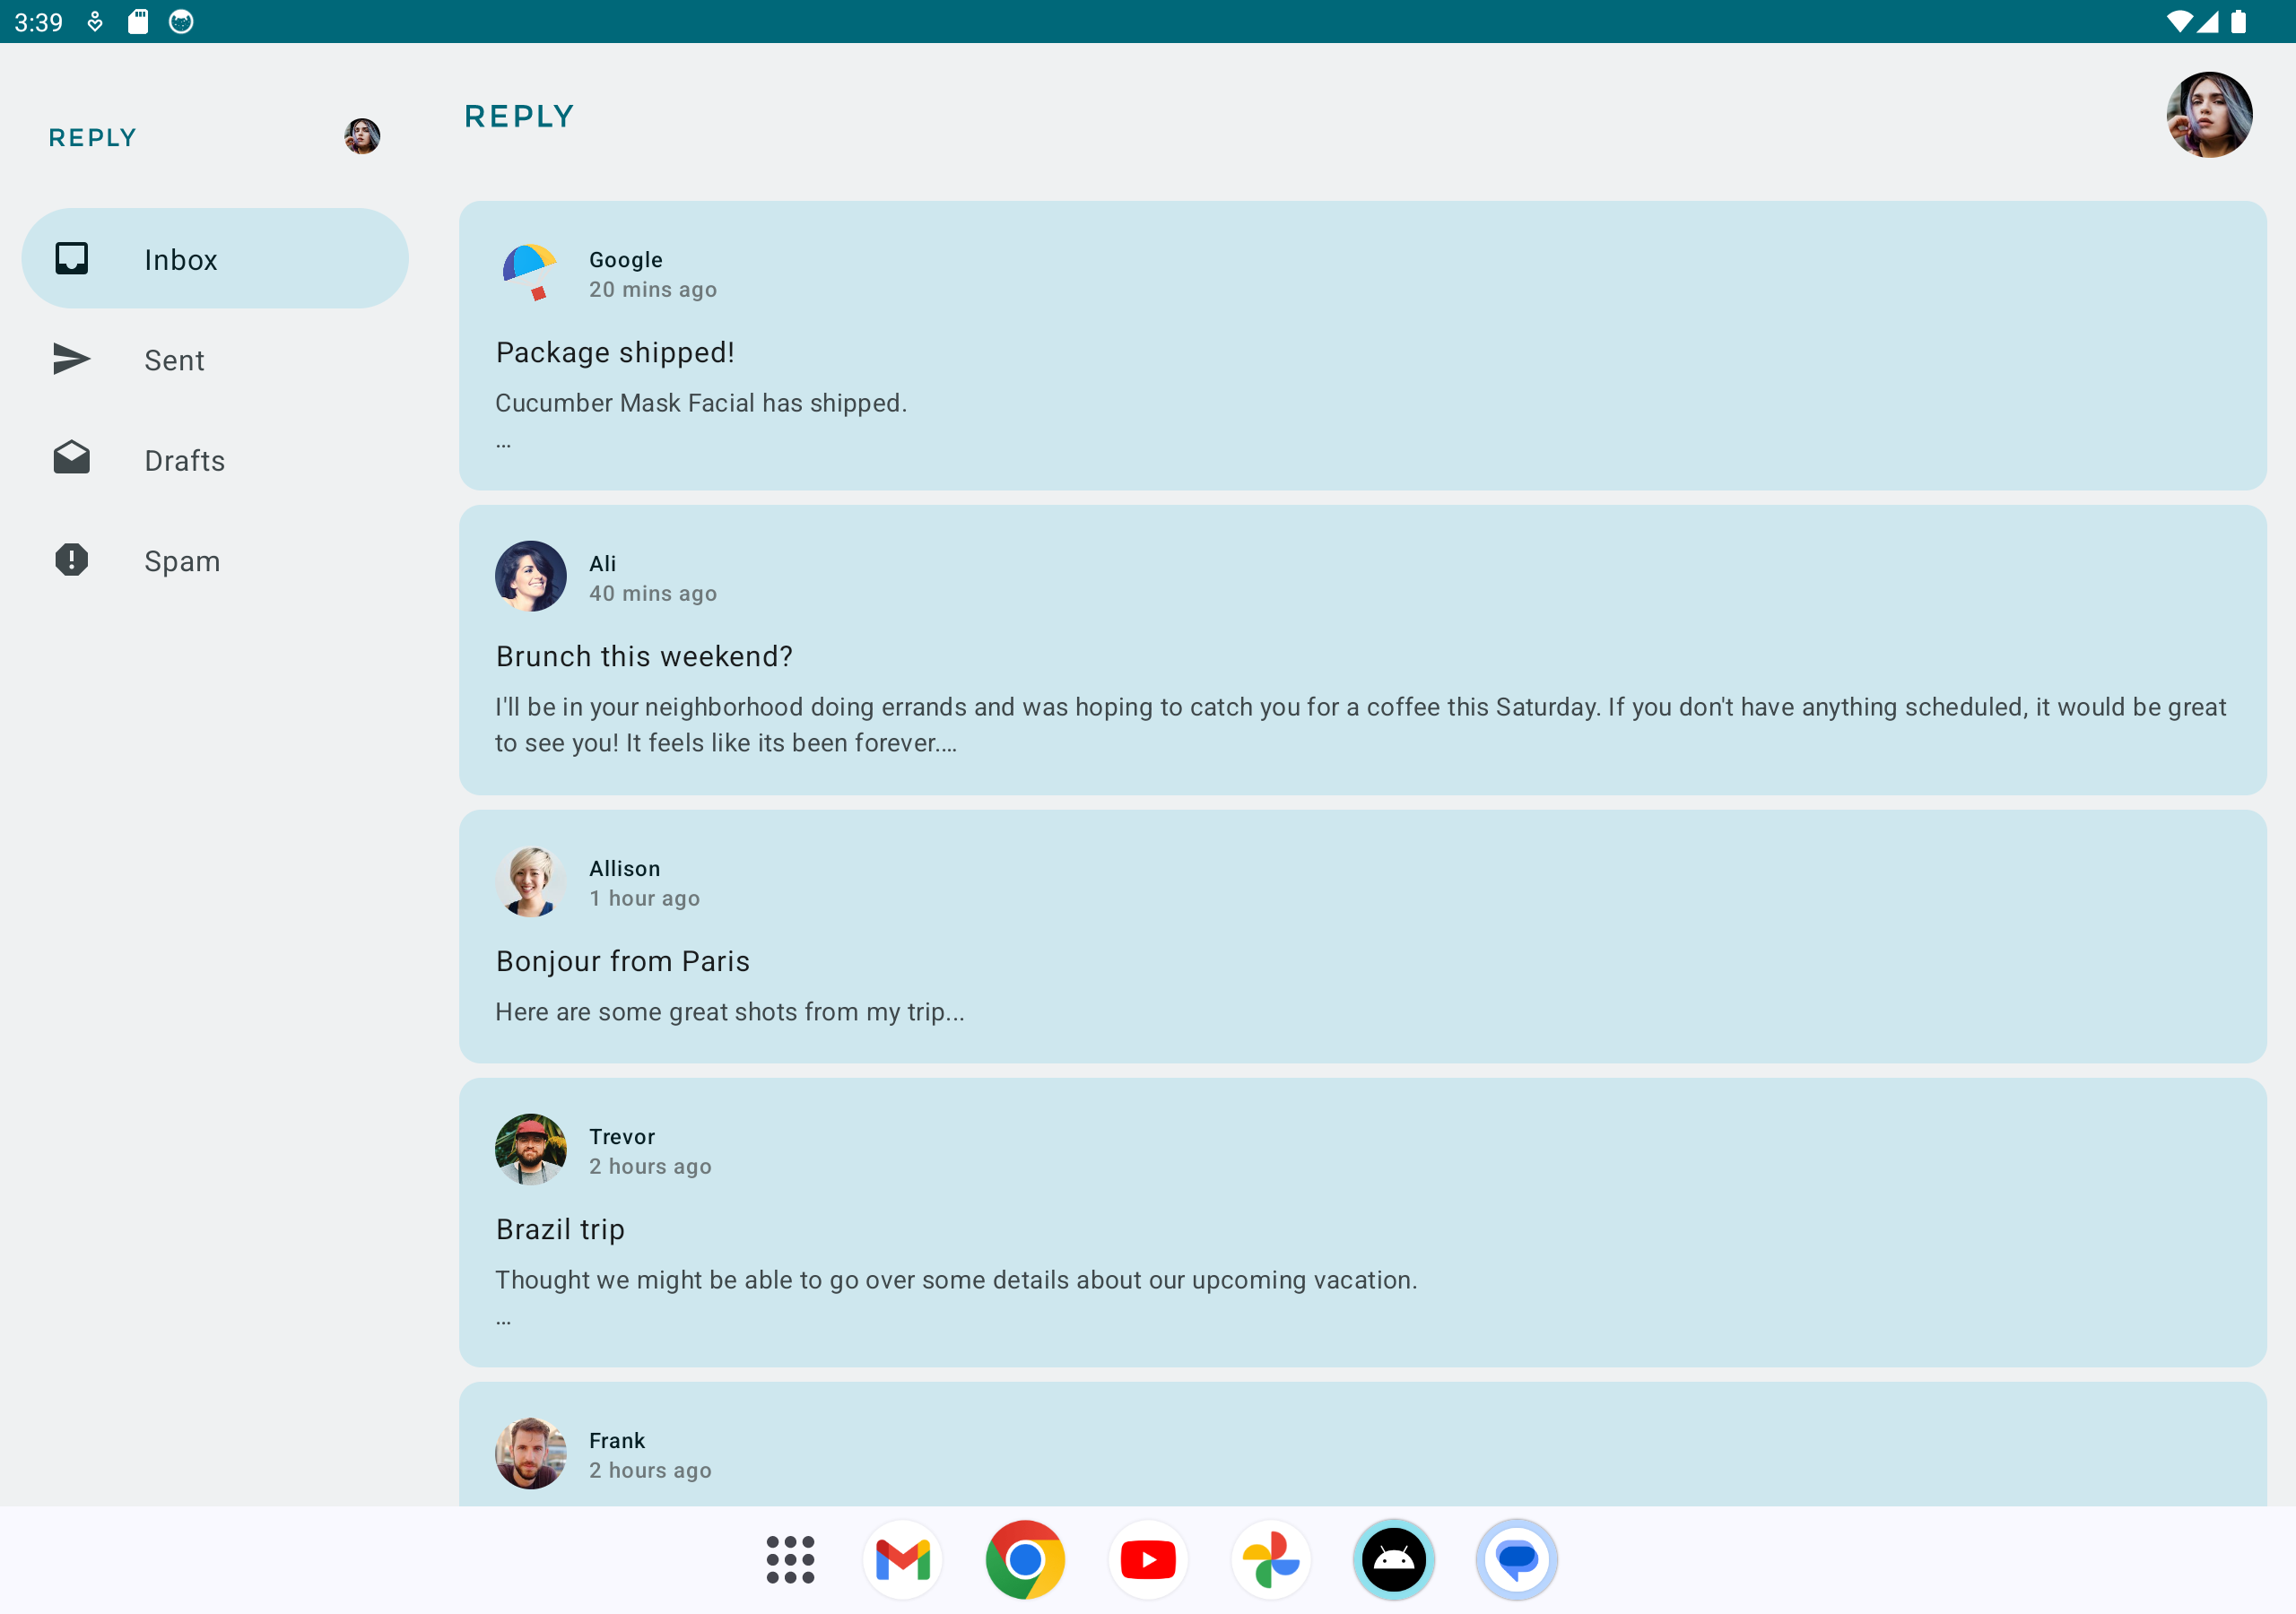 3:39
REPLY
Inbox
Sent
Drafts
Spam
REPLY
Google
20 mins ago
Package shipped!
Cucumber Mask Facial has shipped.
…
Ali
40 mins ago
Brunch this weekend?
I'll be in your neighborhood doing errands and was hoping to catch you for a coffee this Saturday. If you don't have anything scheduled, it would be great
to see you! It feels like its been forever.…
Allison
1 hour ago
Bonjour from Paris
Here are some great shots from my trip...
Trevor
2 hours ago
Brazil trip
Thought we might be able to go over some details about our upcoming vacation.
…
Frank
2 hours ago